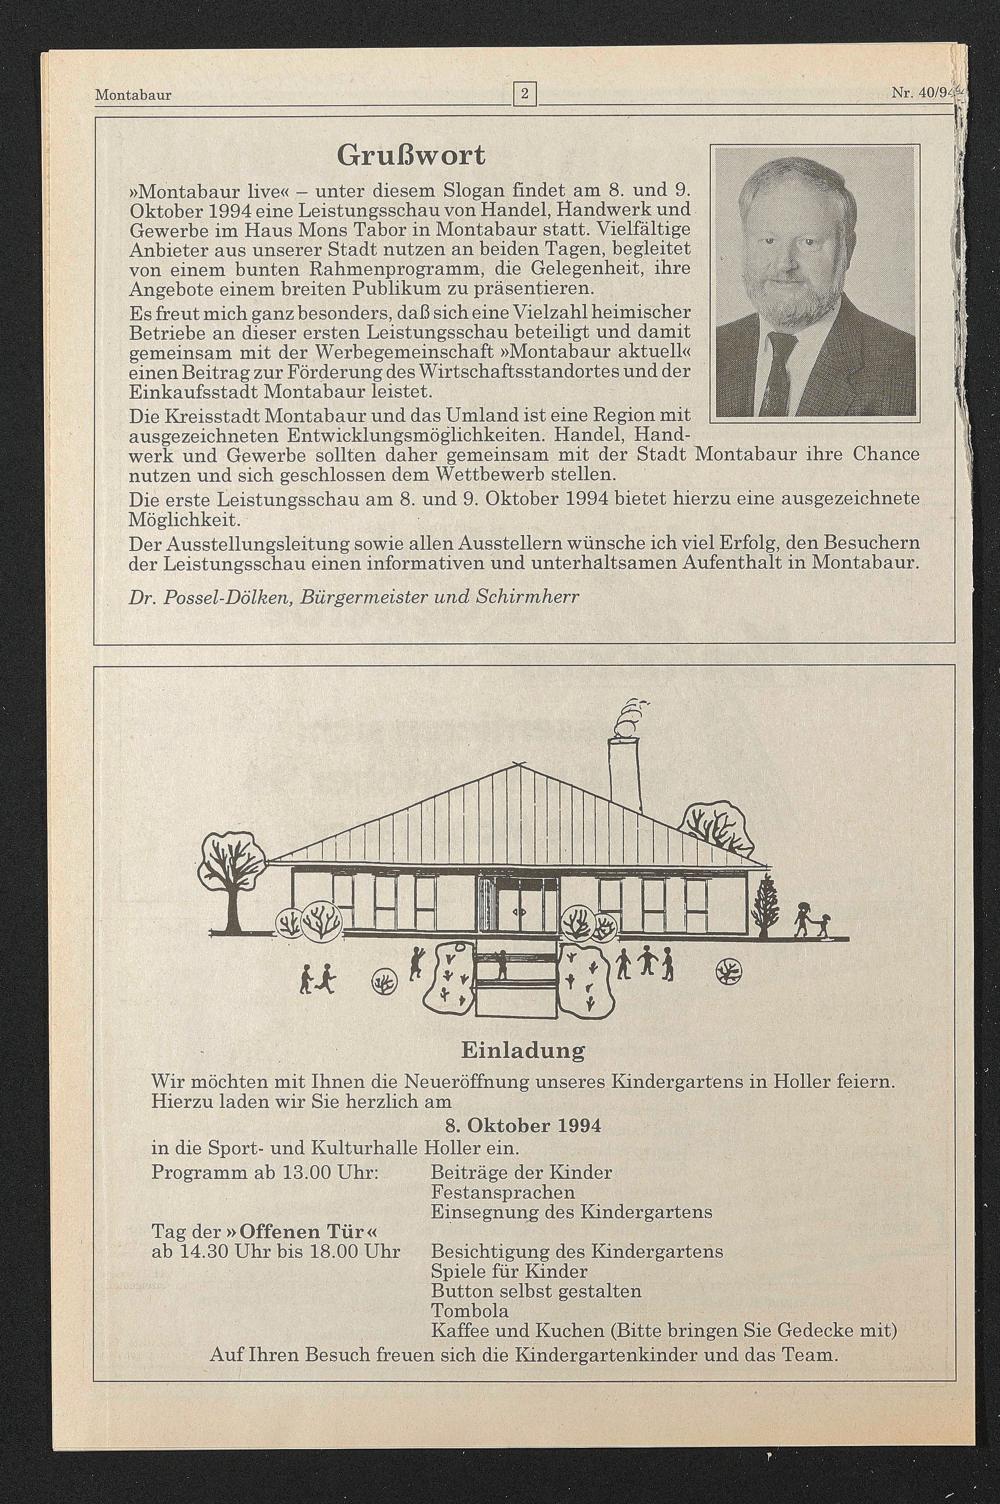 Montabaur
2
Nr. 40/94
Grußwort
»Montabaur live« – unter diesem Slogan findet am 8. und 9.
Oktober 1994 eine Leistungsschau von Handel, Handwerk und
Gewerbe im Haus Mons Tabor in Montabaur statt. Vielfältige
Anbieter aus unserer Stadt nutzen an beiden Tagen, begleitet
von einem bunten Rahmenprogramm, die Gelegenheit, ihre
Angebote einem breiten Publikum zu präsentieren.
Es freut mich ganz besonders, daß sich eine Vielzahl heimischer
Betriebe an dieser ersten Leistungsschau beteiligt und damit
gemeinsam mit der Werbegemeinschaft »Montabaur aktuell«
einen Beitrag zur Förderung des Wirtschaftsstandortes und der
Einkaufsstadt Montabaur leistet.
Die Kreisstadt Montabaur und das Umland ist eine Region mit
ausgezeichneten Entwicklungsmöglichkeiten. Handel, Hand-
werk und Gewerbe sollten daher gemeinsam mit der Stadt Montabaur ihre Chance
nutzen und sich geschlossen dem Wettbewerb stellen.
Die erste Leistungsschau am 8. und 9. Oktober 1994 bietet hierzu eine ausgezeichnete
Möglichkeit.
Der Ausstellungsleitung sowie allen Ausstellern wünsche ich viel Erfolg, den Besuchern
der Leistungsschau einen informativen und unterhaltsamen Aufenthalt in Montabaur.
Dr. Possel-Dölken, Bürgermeister und Schirmherr
Einladung
Wir möchten mit Ihnen die Neueröffnung unseres Kindergartens in Holler feiern.
Hierzu laden wir Sie herzlich am
8. Oktober 1994
in die Sport- und Kulturhalle Holler ein.
Programm ab 13.00 Uhr: Beiträge der Kinder
Festansprachen
Einsegnung des Kindergartens
Tag der »Offenen Tür«
ab 14.30 Uhr bis 18.00 Uhr Besichtigung des Kindergartens
Spiele für Kinder
Button selbst gestalten
Tombola
Kaffee und Kuchen (Bitte bringen Sie Gedecke mit)
Auf Ihren Besuch freuen sich die Kindergartenkinder und das Team.